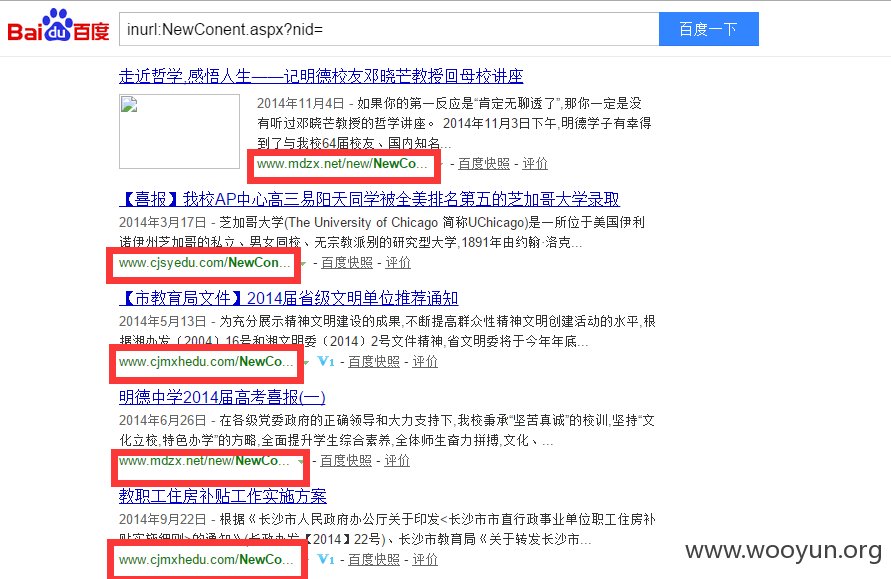 Bai du 百度
inurl:NewConent.aspx?nid=
百度一下
走近哲学,感悟人生——记明德校友邓晓芒教授回母校讲座
2014年11月4日 - 如果你的第一反应是“肯定无聊透了”,那你一定是没
有听过邓晓芒教授的哲学讲座。 2014年11月3日下午,明德学子有幸得
到了与我校64届校友、国内知名...
www.mdzx.net/new/NewCo... - 百度快照 - 评价
【喜报】我校AP中心高三易阳天同学被全美排名第五的芝加哥大学录取
2014年3月17日 - 芝加哥大学(The University of Chicago 简称UChicago)是一所位于美国伊利
诺伊州芝加哥的私立、男女同校、无宗教派别的研究型大学,1891年由约翰·洛克...
www.cjsyedu.com/NewCon... - 百度快照 - 评价
【市教育局文件】2014届省级文明单位推荐通知
2014年5月13日 - 为充分展示精神文明建设的成果,不断提高群众性精神文明创建活动的水平,根
据湘办发（2004）16号和湘文明委（2014）2号文件精神,省文明委将于今年年底...
www.cjmxhedu.com/NewCo... V1 - 百度快照 - 评价
明德中学2014届高考喜报(一)
2014年6月26日 - 在各级党委政府的正确领导和大力支持下,我校秉承“坚苦真诚”的校训,坚持“文
化立校,特色办学”的方略,全面提升学生综合素养,全体师生奋力拼搏,文化、...
www.mdzx.net/new/NewCo... - 百度快照 - 评价
教职工住房补贴工作实施方案
2014年9月22日 - 根据《长沙市人民政府办公厅关于印发<长沙市市直行政事业单位职工住房补
贴实施细则>的通知》(长政办发【2014】22号)、长沙市教育局《关于转发长沙市...
www.cjmxhedu.com/NewCo... V1 - 百度快照 - 评价
www.wooyun.org